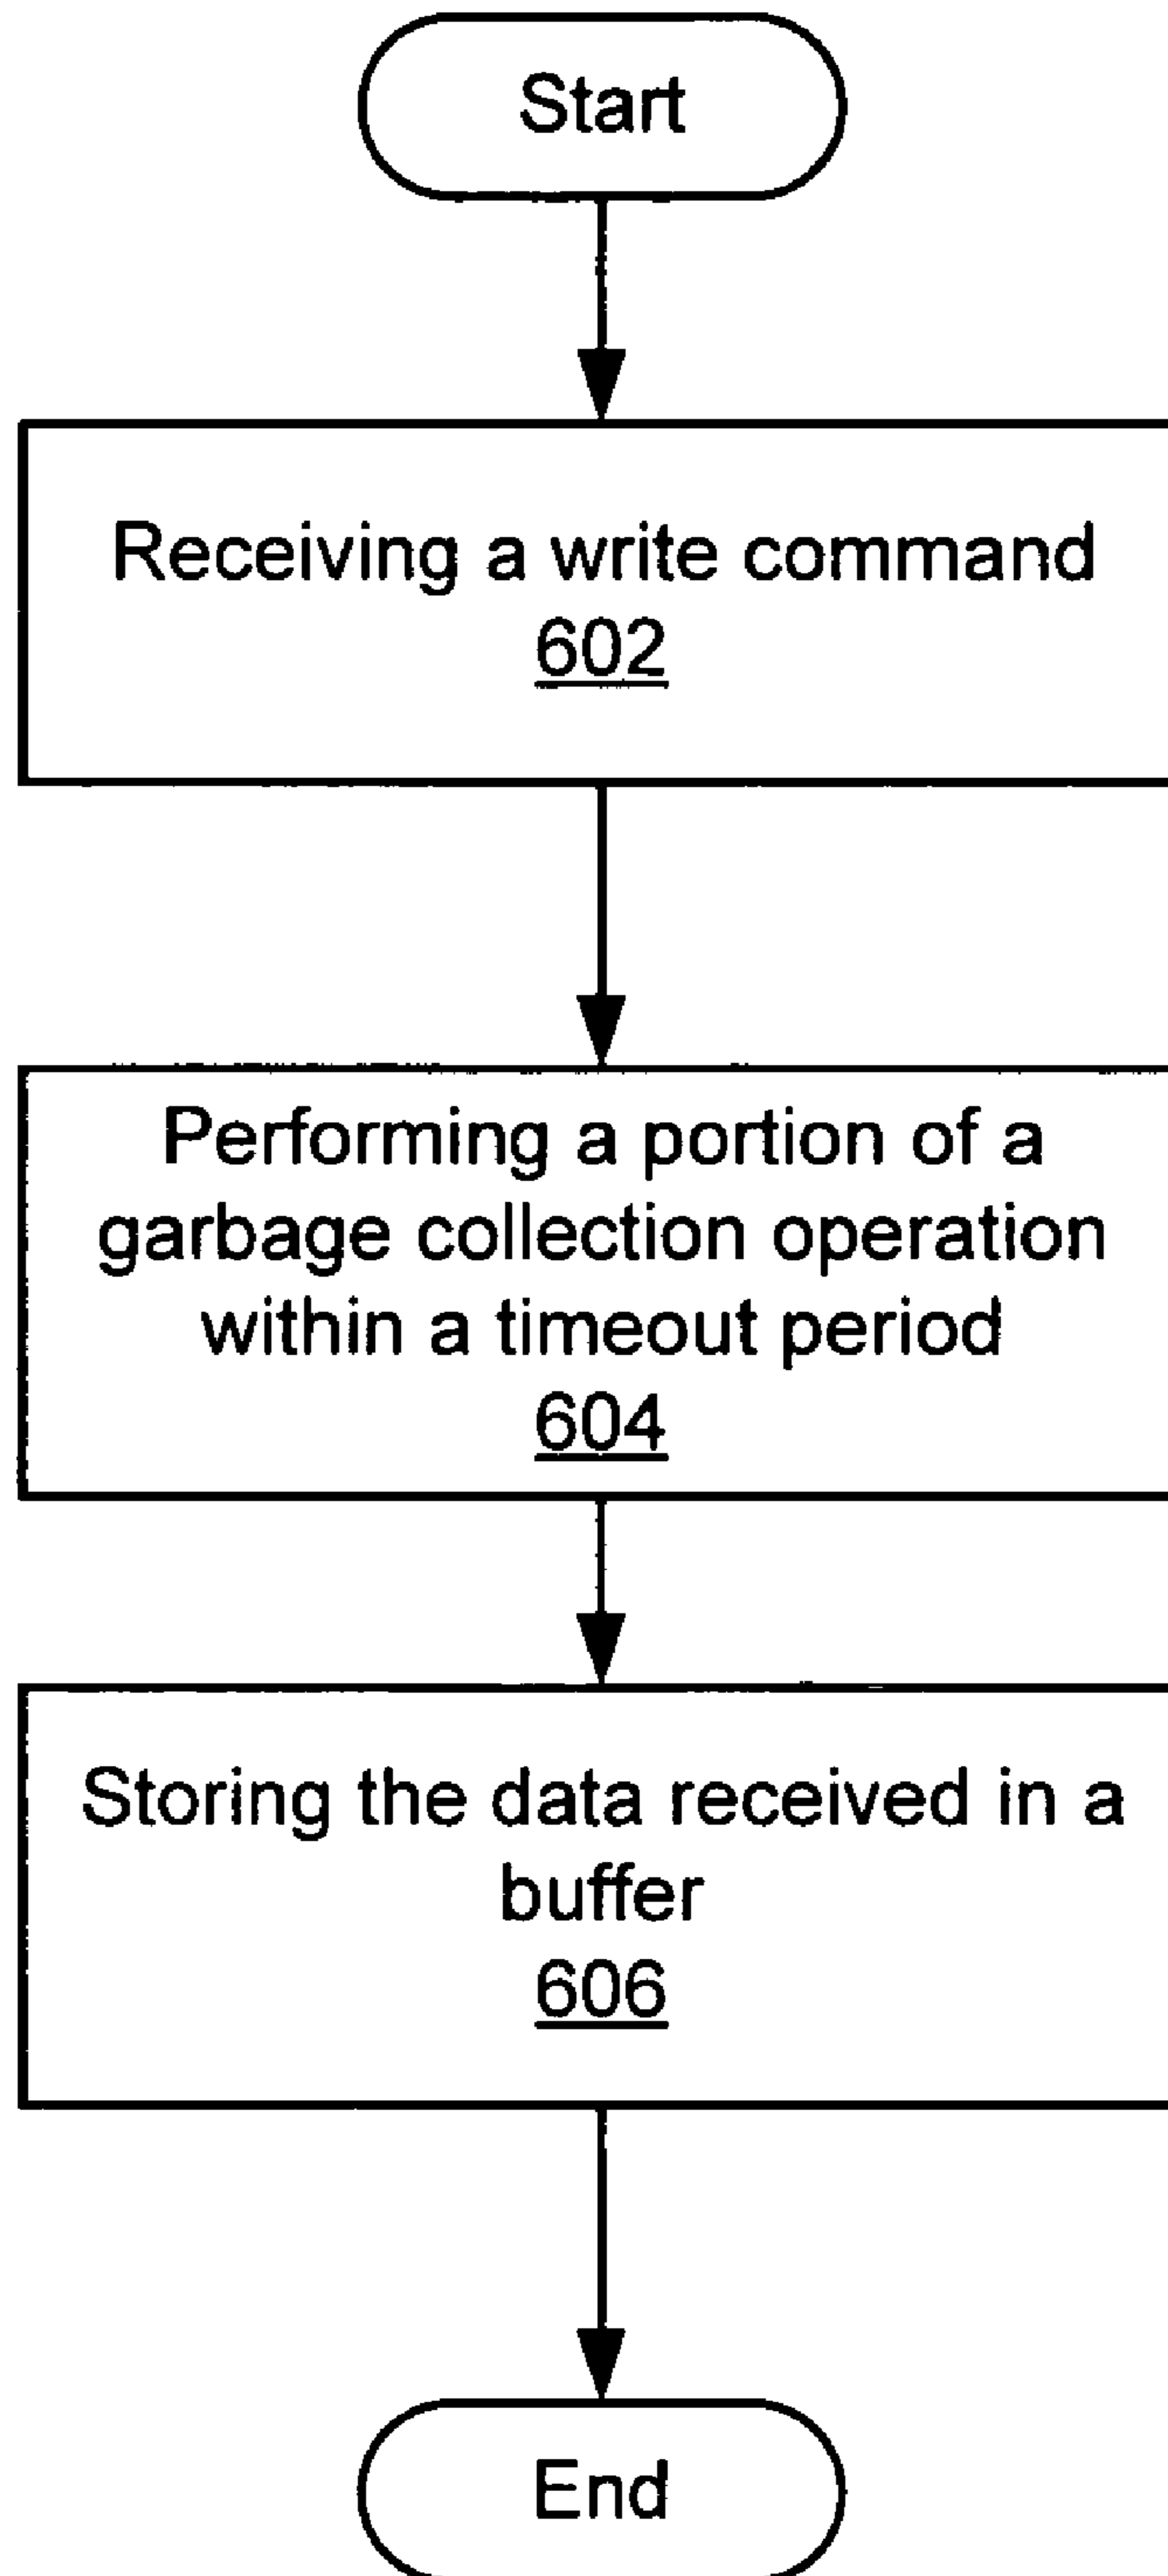 Start
Receiving a write command
602
Performing a portion of a
garbage collection operation
within a timeout period
604
Storing the data received in a
buffer
606
End